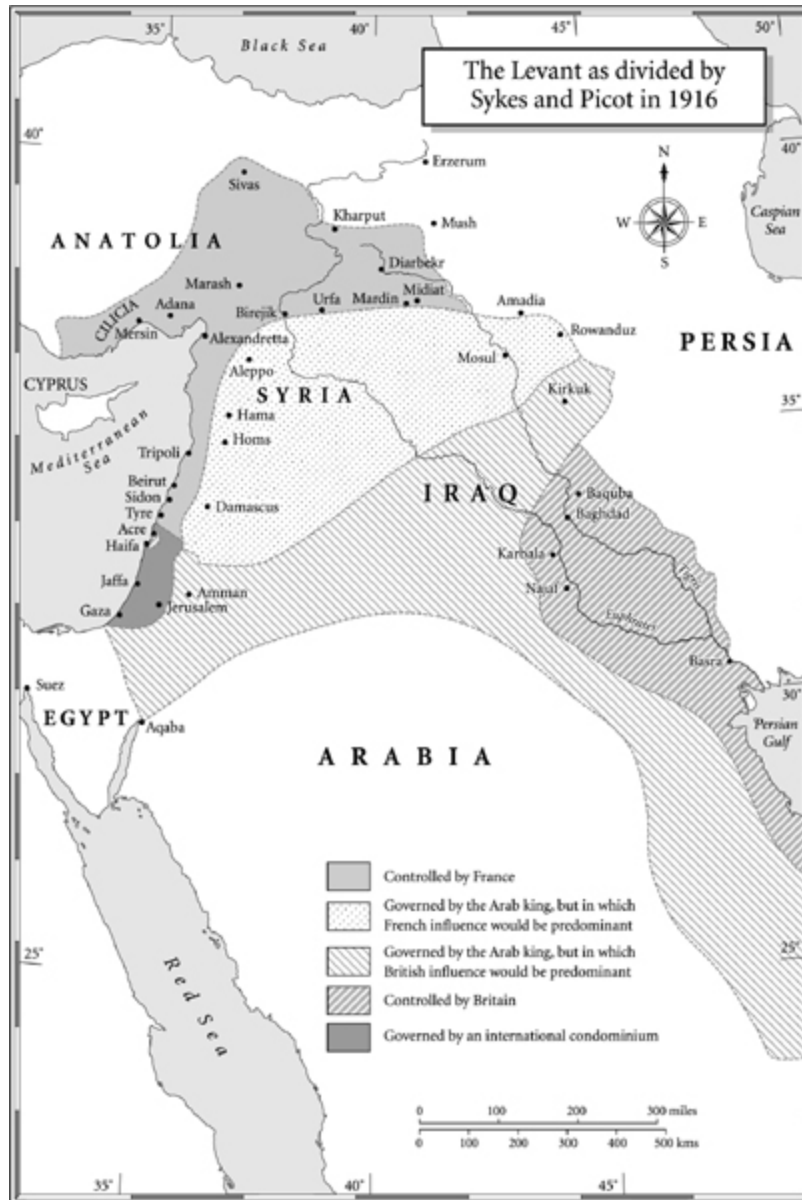 35°
40°
45°
50°
Black Sea
The Levant as divided by
Sykes and Picot in 1916
40°
40°
Erzerum
N
W
E
S
Caspian
Sea
Sivas
Kharput
Mush
ANATOLIA
Diarbekr
Marash
Midiat
Mardin
Urfa
Birejik
Adana
CILICIA
Mersin
Amadia
Rowanduz
Alexandretta
Aleppo
Mosul
PERSIA
CYPRUS
SYRIA
Kirkuk
35°
Mediterranean
Sea
Hama
Homs
Tripoli
Beirut
Sidon
Tyre
Acre
Haifa
Damascus
IRAQ
Baquba
Baghdad
Karbala
Najaf
Tigris
Euphrates
Jaffa
Amman
Jerusalem
Gaza
Basra
30°
Suez
EGYPT
Aqaba
Persian
Gulf
ARABIA
Controlled by France
Governed by the Arab king, but in which
French influence would be predominant
Governed by the Arab king, but in which
British influence would be predominant
Controlled by Britain
Governed by an international condominium
25°
25°
Red Sea
0 100 200 300 miles
0 100 200 300 400 500 kms
35°
40°
45°